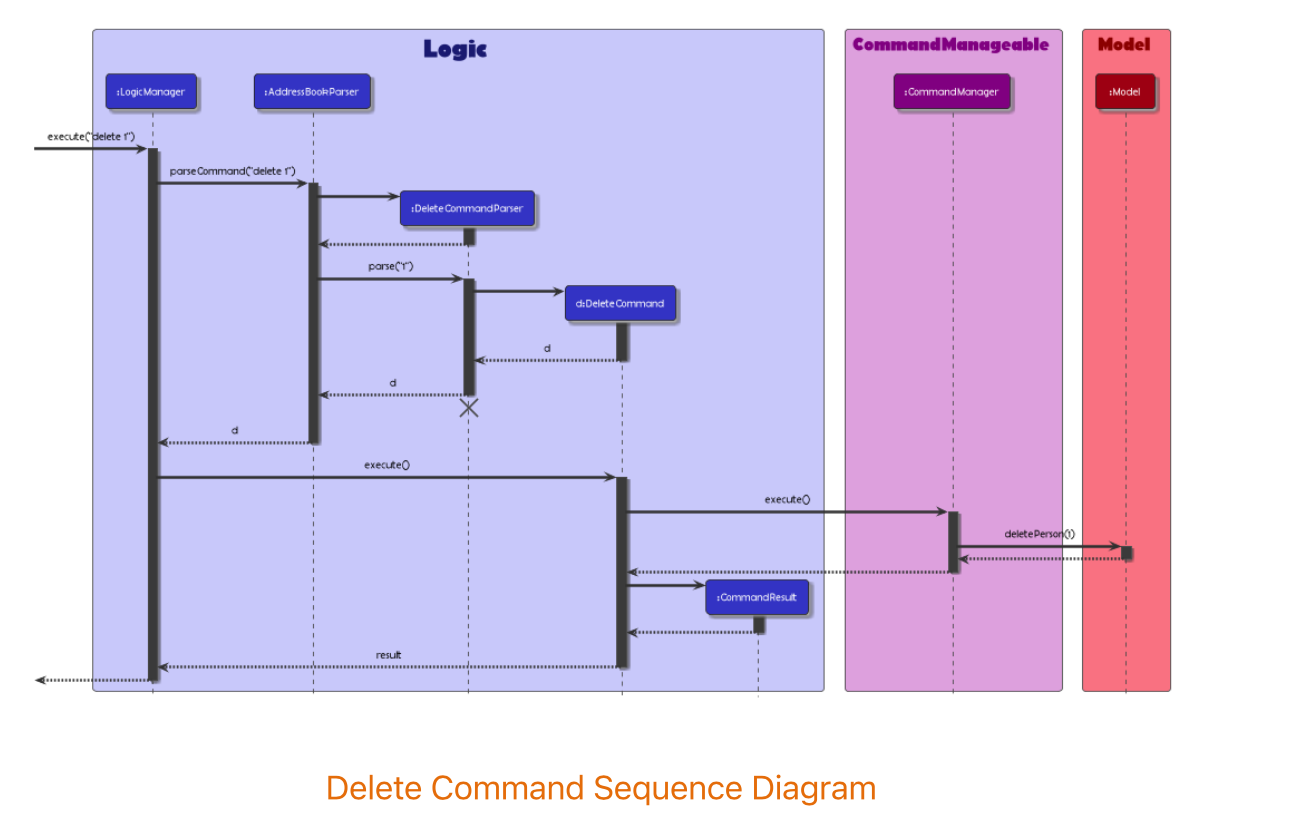 Logic
CommandManageable
Model
:LogicManager
:AddressBookParser
:CommandManager
:Model
execute("delete 1")
parseCommand("delete 1")
:DeleteCommandParser
parse("1")
d:DeleteCommand
d
d
d
execute()
execute()
deletePerson(1)
:CommandResult
result
Delete Command Sequence Diagram